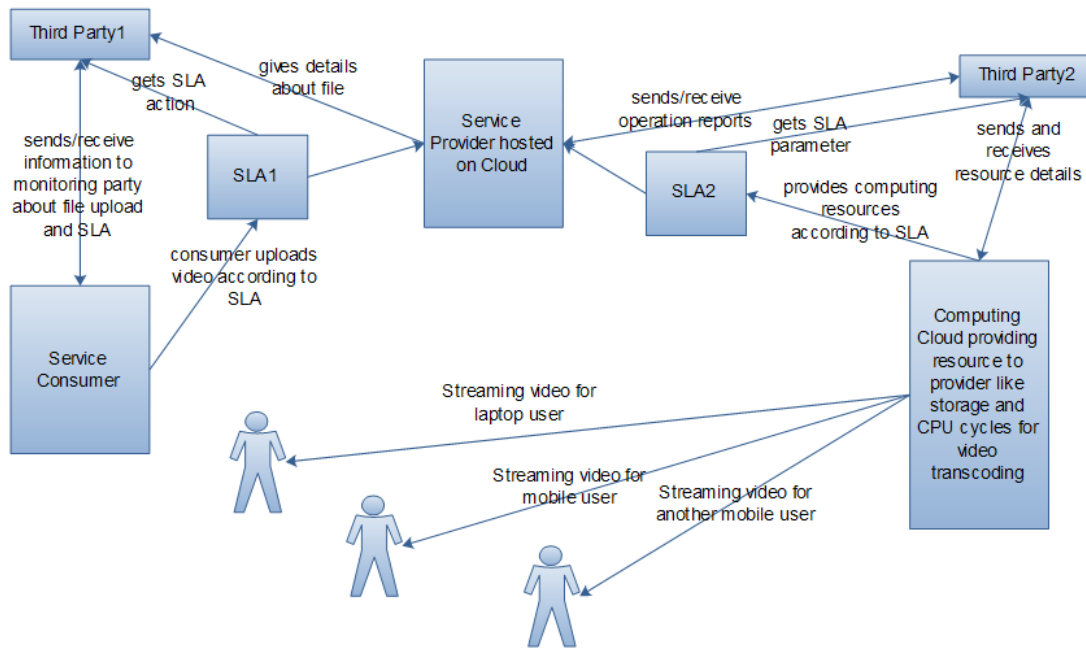 Third Party1
gives details
about file
gets SLA
action
sends/receive
information to
monitoring party
about file upload
and SLA
SLA1
Service
Provider hosted
on Cloud
sends/receive
operation reports
Third Party2
gets SLA
parameter
sends and
receives
resource details
SLA2
provides computing
resources
according to SLA
consumer uploads
video according to
SLA
Service
Consumer
Computing
Cloud providing
resource to
provider like
storage and
CPU cycles for
video
transcoding
Streaming video for
laptop user
Streaming video for
mobile user
Streaming video for
another mobile user